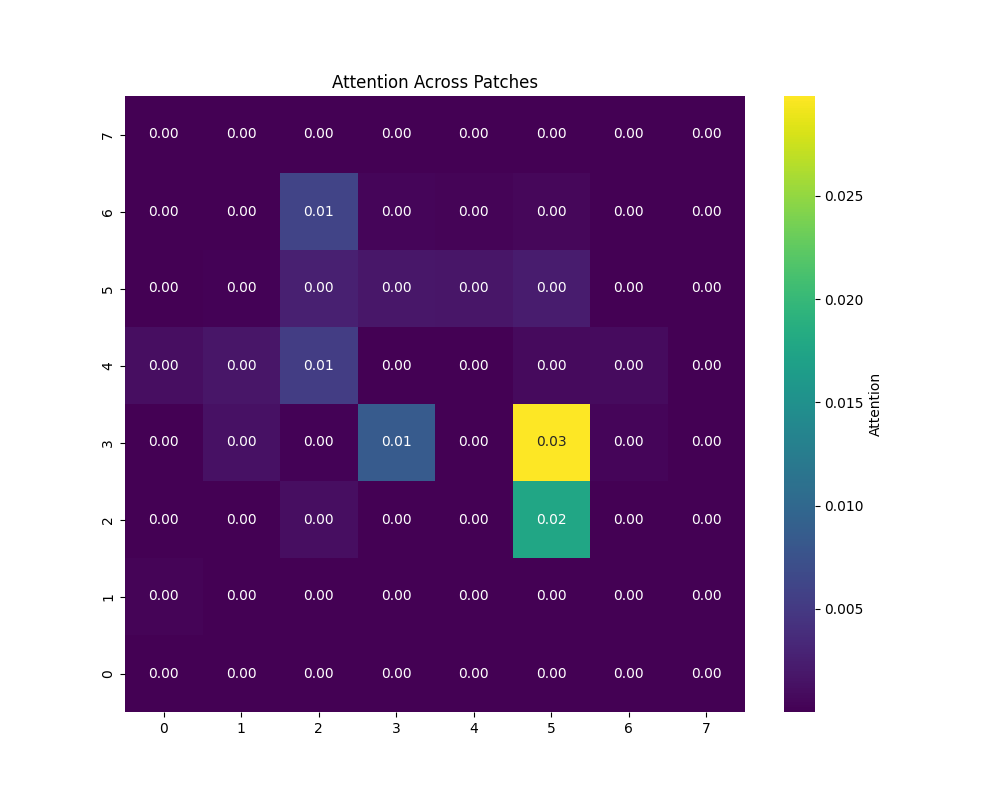 Attention Across Patches
7 0.00 0.00 0.00 0.00 0.00 0.00 0.00 0.00
0.025
6 0.00 0.00 0.01 0.00 0.00 0.00 0.00 0.00
5 0.00 0.00 0.00 0.00 0.00 0.00 0.00 0.00
0.020
4 0.00 0.00 0.01 0.00 0.00 0.00 0.00 0.00
0.015
Attention
3 0.00 0.00 0.00 0.01 0.00 0.03 0.00 0.00
0.010
2 0.00 0.00 0.00 0.00 0.00 0.02 0.00 0.00
1 0.00 0.00 0.00 0.00 0.00 0.00 0.00 0.00
0.005
0 0.00 0.00 0.00 0.00 0.00 0.00 0.00 0.00
0 1 2 3 4 5 6 7